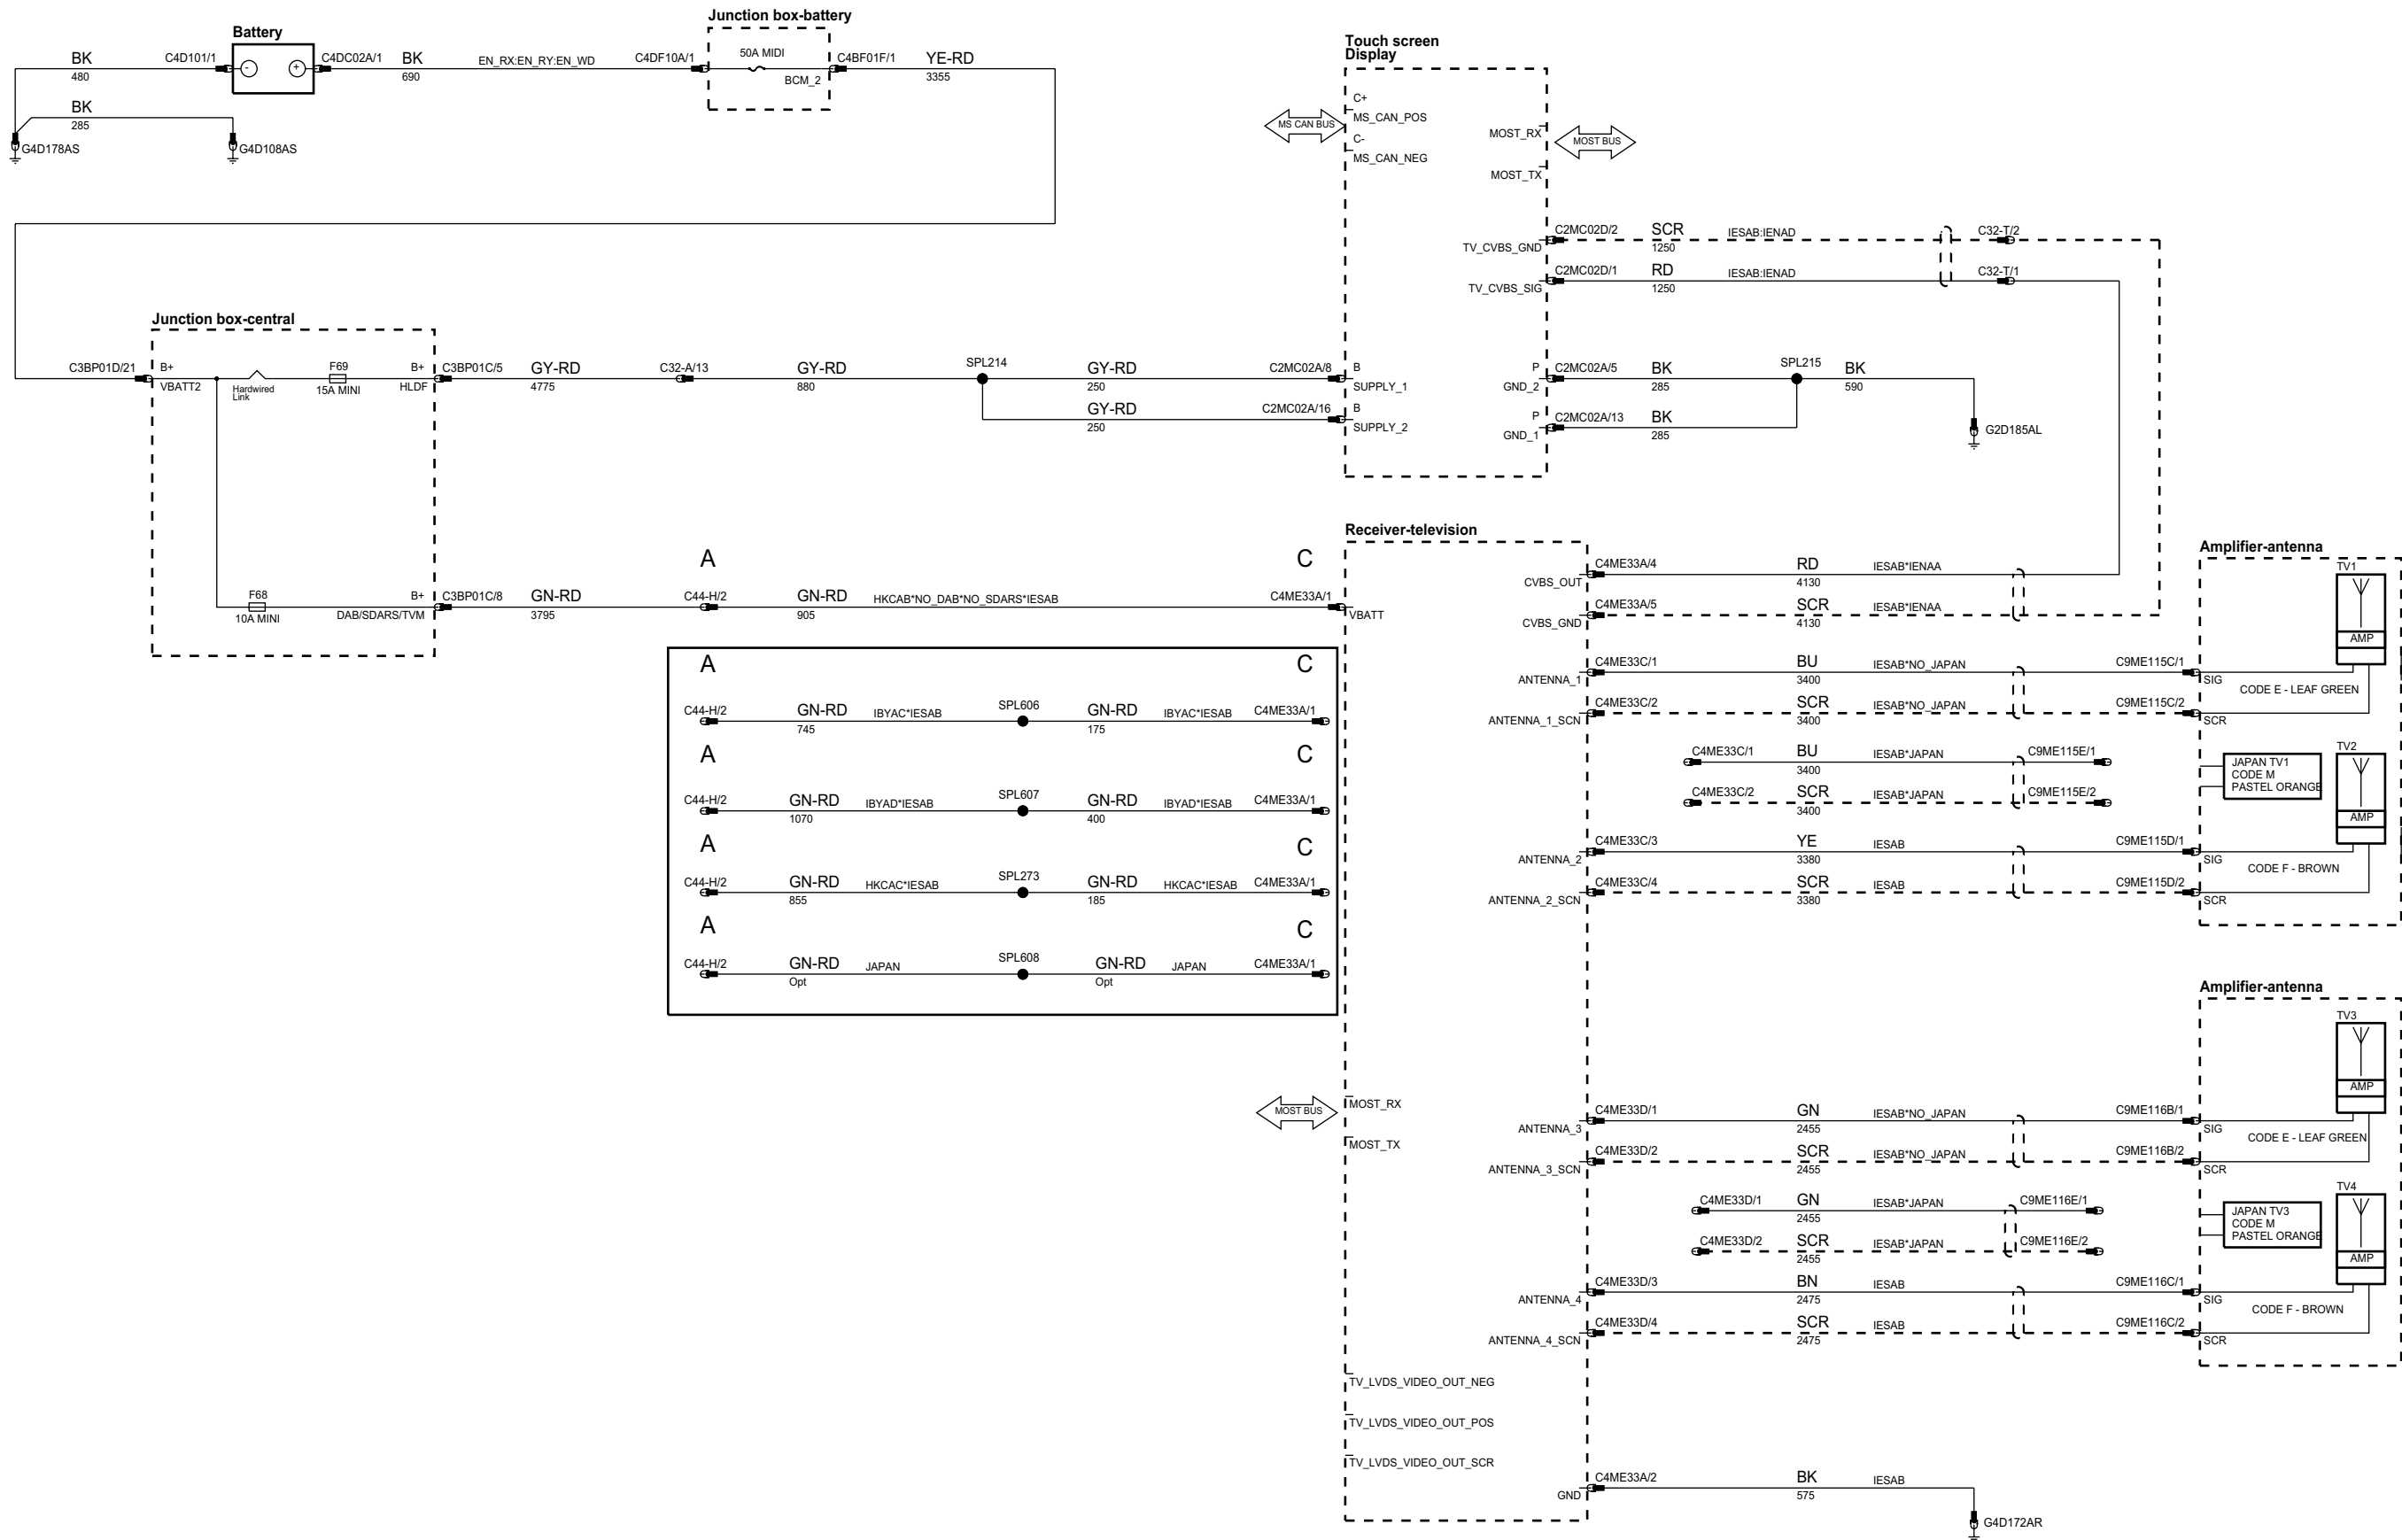 Battery
C4D101/1
-
+
C4DC02A/1
BK
480
BK
285
G4D178AS
G4D108AS
BK
690
EN_RX:EN_RY:EN_WD
Junction box-battery
C4DF10A/1
50A MIDI
BCM_2
C4BF01F/1
YE-RD
3355
Touch screen
Display
C+
MS_CAN_POS
C-
MS_CAN_NEG
MS CAN BUS
MOST_RX
MOST_TX
MOST BUS
TV_CVBS_GND
C2MC02D/2
SCR
1250
IESAB:IENAD
C32-T/2
TV_CVBS_SIG
C2MC02D/1
RD
1250
IESAB:IENAD
C32-T/1
Junction box-central
C3BP01D/21
B+
VBATT2
Hardwired
Link
F69
15A MINI
B+
HLDF
C3BP01C/5
GY-RD
4775
C32-A/13
GY-RD
880
SPL214
GY-RD
250
C2MC02A/8
B
SUPPLY_1
GY-RD
250
C2MC02A/16
B
SUPPLY_2
P
GND_2
C2MC02A/5
BK
285
SPL215
BK
590
P
GND_1
C2MC02A/13
BK
285
G2D185AL
F68
10A MINI
B+
DAB/SDARS/TVM
C3BP01C/8
GN-RD
3795
A
C44-H/2
GN-RD
905
HKCAB*NO_DAB*NO_SDARS*IESAB
C
C4ME33A/1
VBATT
A
C
C44-H/2
GN-RD
745
IBYAC*IESAB
SPL606
GN-RD
175
IBYAC*IESAB
C4ME33A/1
A
C
C44-H/2
GN-RD
1070
IBYAD*IESAB
SPL607
GN-RD
400
IBYAD*IESAB
C4ME33A/1
A
C
C44-H/2
GN-RD
855
HKCAC*IESAB
SPL273
GN-RD
185
HKCAC*IESAB
C4ME33A/1
A
C
C44-H/2
GN-RD
Opt
JAPAN
SPL608
GN-RD
Opt
JAPAN
C4ME33A/1
Receiver-television
CVBS_OUT
C4ME33A/4
RD
4130
IESAB*IENAA
CVBS_GND
C4ME33A/5
SCR
4130
IESAB*IENAA
ANTENNA_1
C4ME33C/1
BU
3400
IESAB*NO_JAPAN
C9ME115C/1
ANTENNA_1_SCN
C4ME33C/2
SCR
3400
IESAB*NO_JAPAN
C9ME115C/2
C4ME33C/1
BU
3400
IESAB*JAPAN
C9ME115E/1
C4ME33C/2
SCR
3400
IESAB*JAPAN
C9ME115E/2
ANTENNA_2
C4ME33C/3
YE
3380
IESAB
C9ME115D/1
ANTENNA_2_SCN
C4ME33C/4
SCR
3380
IESAB
C9ME115D/2
Amplifier-antenna
TV1
AMP
SIG
CODE E - LEAF GREEN
SCR
TV2
JAPAN TV1
CODE M
PASTEL ORANGE
AMP
SIG
CODE F - BROWN
SCR
MOST BUS
MOST_RX
MOST_TX
ANTENNA_3
C4ME33D/1
GN
2455
IESAB*NO_JAPAN
C9ME116B/1
ANTENNA_3_SCN
C4ME33D/2
SCR
2455
IESAB*NO_JAPAN
C9ME116B/2
C4ME33D/1
GN
2455
IESAB*JAPAN
C9ME116E/1
C4ME33D/2
SCR
2455
IESAB*JAPAN
C9ME116E/2
ANTENNA_4
C4ME33D/3
BN
2475
IESAB
C9ME116C/1
ANTENNA_4_SCN
C4ME33D/4
SCR
2475
IESAB
C9ME116C/2
Amplifier-antenna
TV3
AMP
SIG
CODE E - LEAF GREEN
SCR
TV4
JAPAN TV3
CODE M
PASTEL ORANGE
AMP
SIG
CODE F - BROWN
SCR
TV_LVDS_VIDEO_OUT_NEG
TV_LVDS_VIDEO_OUT_POS
TV_LVDS_VIDEO_OUT_SCR
GND
C4ME33A/2
BK
575
IESAB
G4D172AR